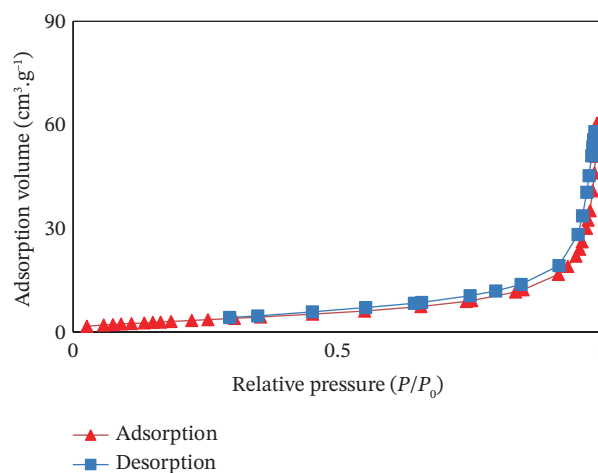 90
60
30
0
0
0.5
Adsorption volume (cm³.g⁻¹)
Relative pressure (P/P₀)
Adsorption
Desorption